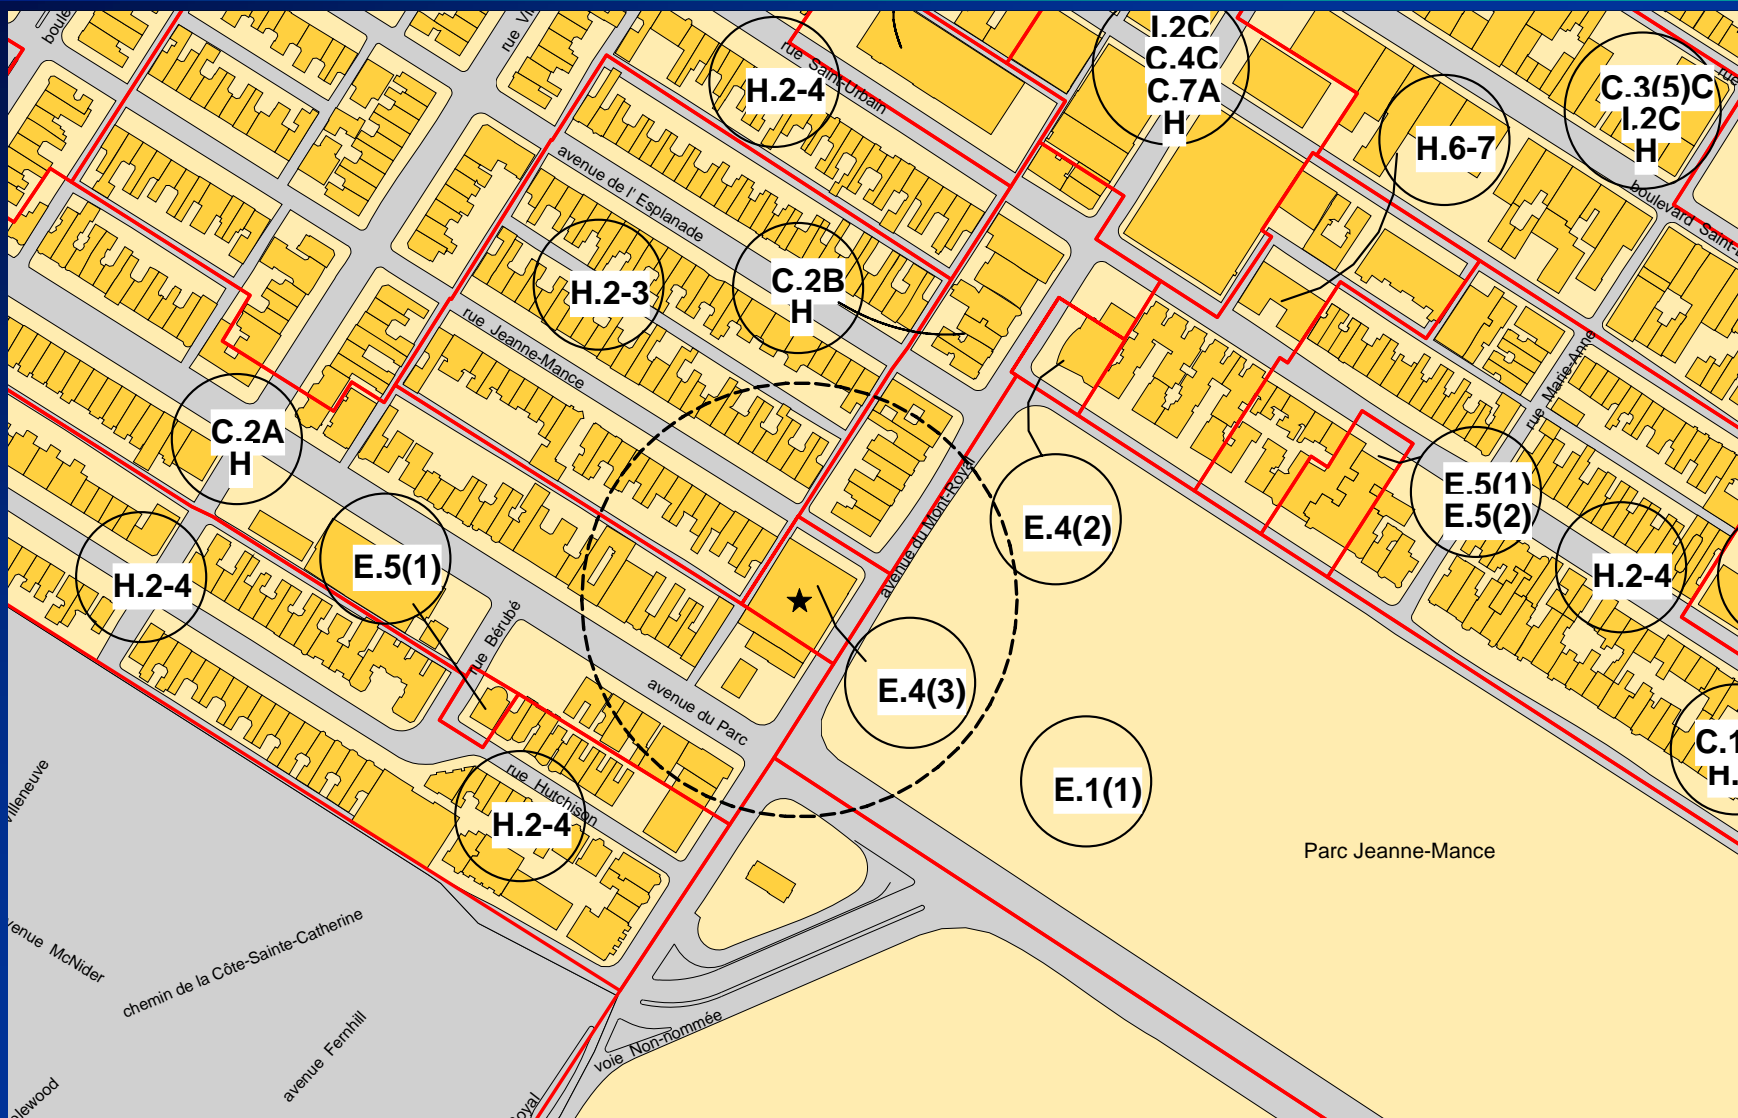 I.2C
C.4C
C.7A
H
rue Saint-Urbain
H.2-4
C.3(5)C
I.2C
H
H.6-7
avenue de l' Esplanade
H.2-3
C.2B
H
rue Jeanne-Mance
rue Marie-Anne
C.2A
H
E.5(1)
E.5(2)
avenue du Mont-Royal
E.4(2)
E.5(1)
H.2-4
H.2-4
rue Bérubé
E.4(3)
avenue du Parc
E.1(1)
rue Hutchison
H.2-4
Parc Jeanne-Mance
chemin de la Côte-Sainte-Catherine
McNider
avenue Fernhill
voie Non-nommée